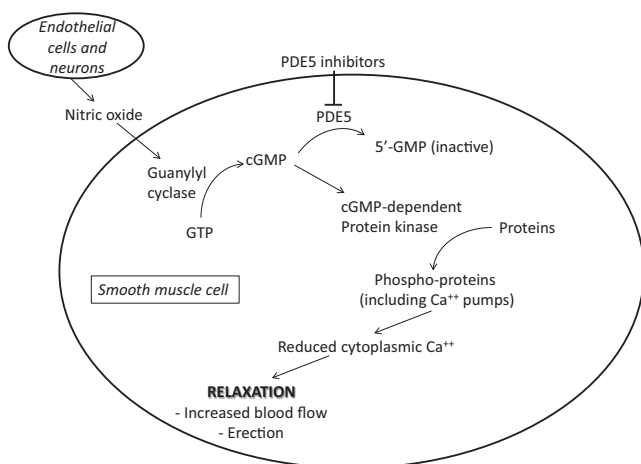 Endothelial
cells and
neurons
PDE5 inhibitors
Nitric oxide
PDE5
5′-GMP (inactive)
cGMP
Guanylyl
cyclase
cGMP-dependent
Protein kinase
GTP
Proteins
Phospho-proteins
(including Ca⁺⁺ pumps)
Smooth muscle cell
Reduced cytoplasmic Ca⁺⁺
RELAXATION
- Increased blood flow
- Erection